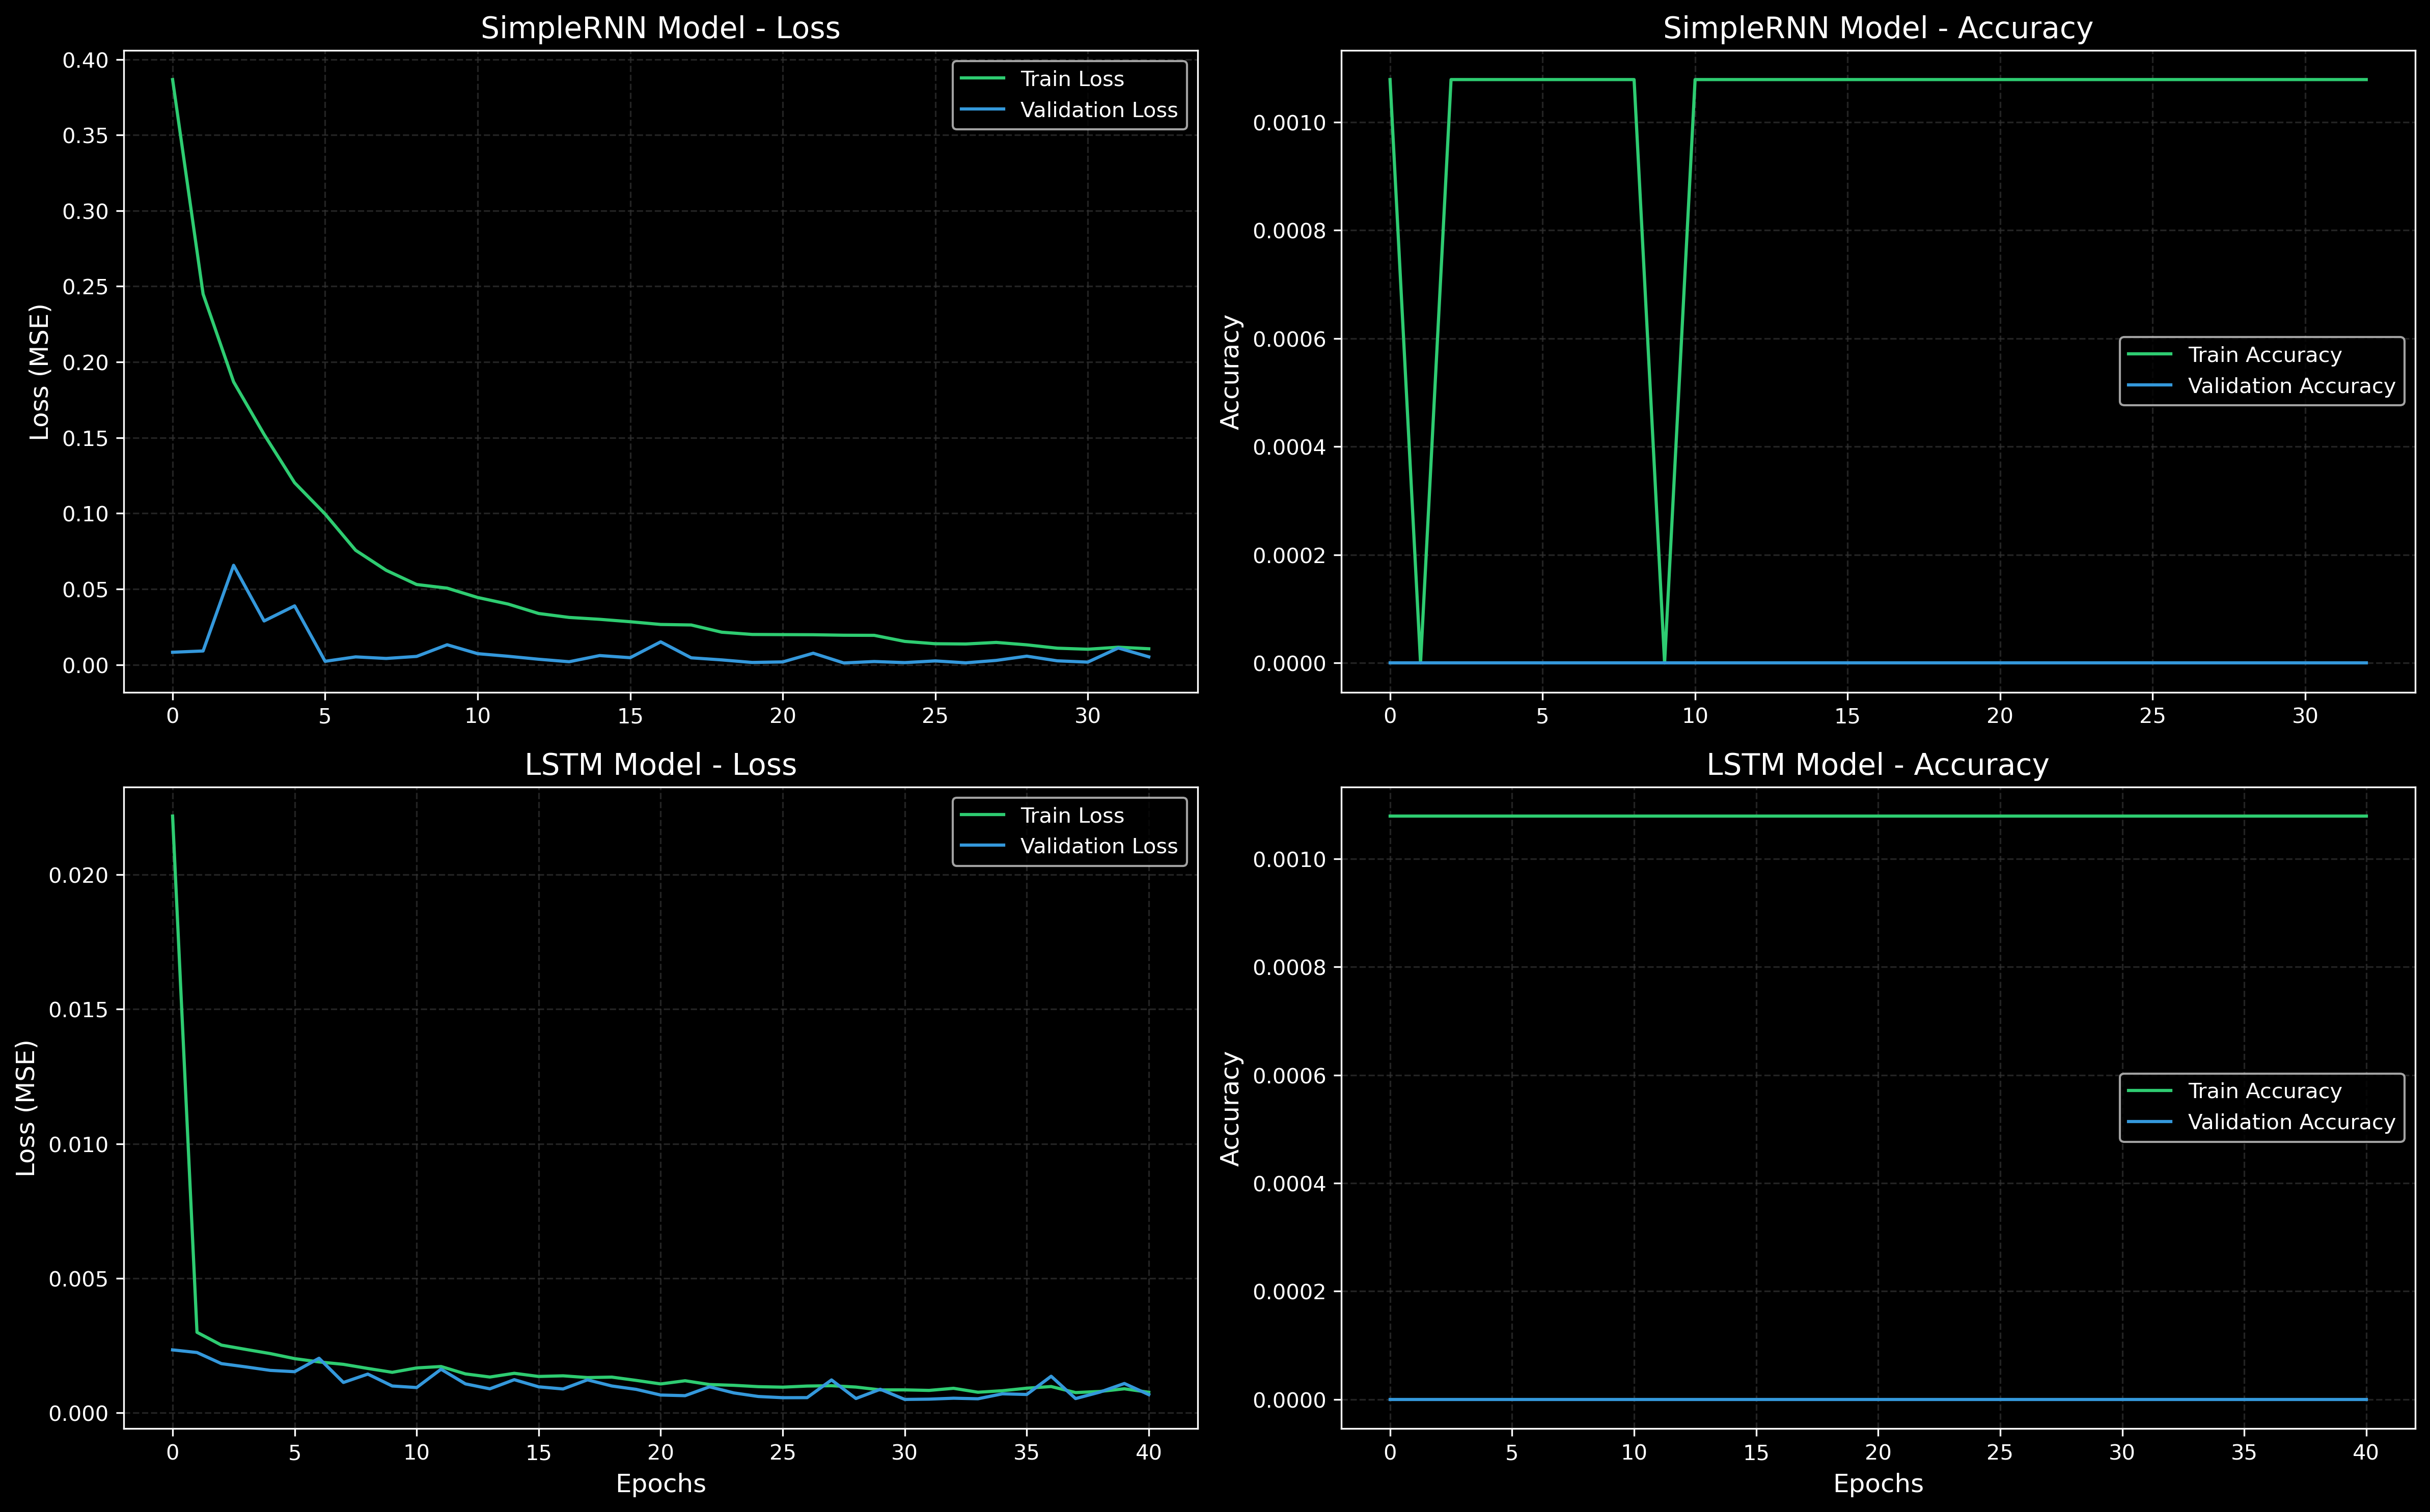 SimpleRNN Model - Loss
Loss (MSE)
0.40
0.35
0.30
0.25
0.20
0.15
0.10
0.05
0.00
0 5 10 15 20 25 30
Train Loss
Validation Loss
SimpleRNN Model - Accuracy
Accuracy
0.0010
0.0008
0.0006
0.0004
0.0002
0.0000
0 5 10 15 20 25 30
Train Accuracy
Validation Accuracy
LSTM Model - Loss
Loss (MSE)
0.020
0.015
0.010
0.005
0.000
0 5 10 15 20 25 30 35 40
Epochs
Train Loss
Validation Loss
LSTM Model - Accuracy
Accuracy
0.0010
0.0008
0.0006
0.0004
0.0002
0.0000
0 5 10 15 20 25 30 35 40
Epochs
Train Accuracy
Validation Accuracy